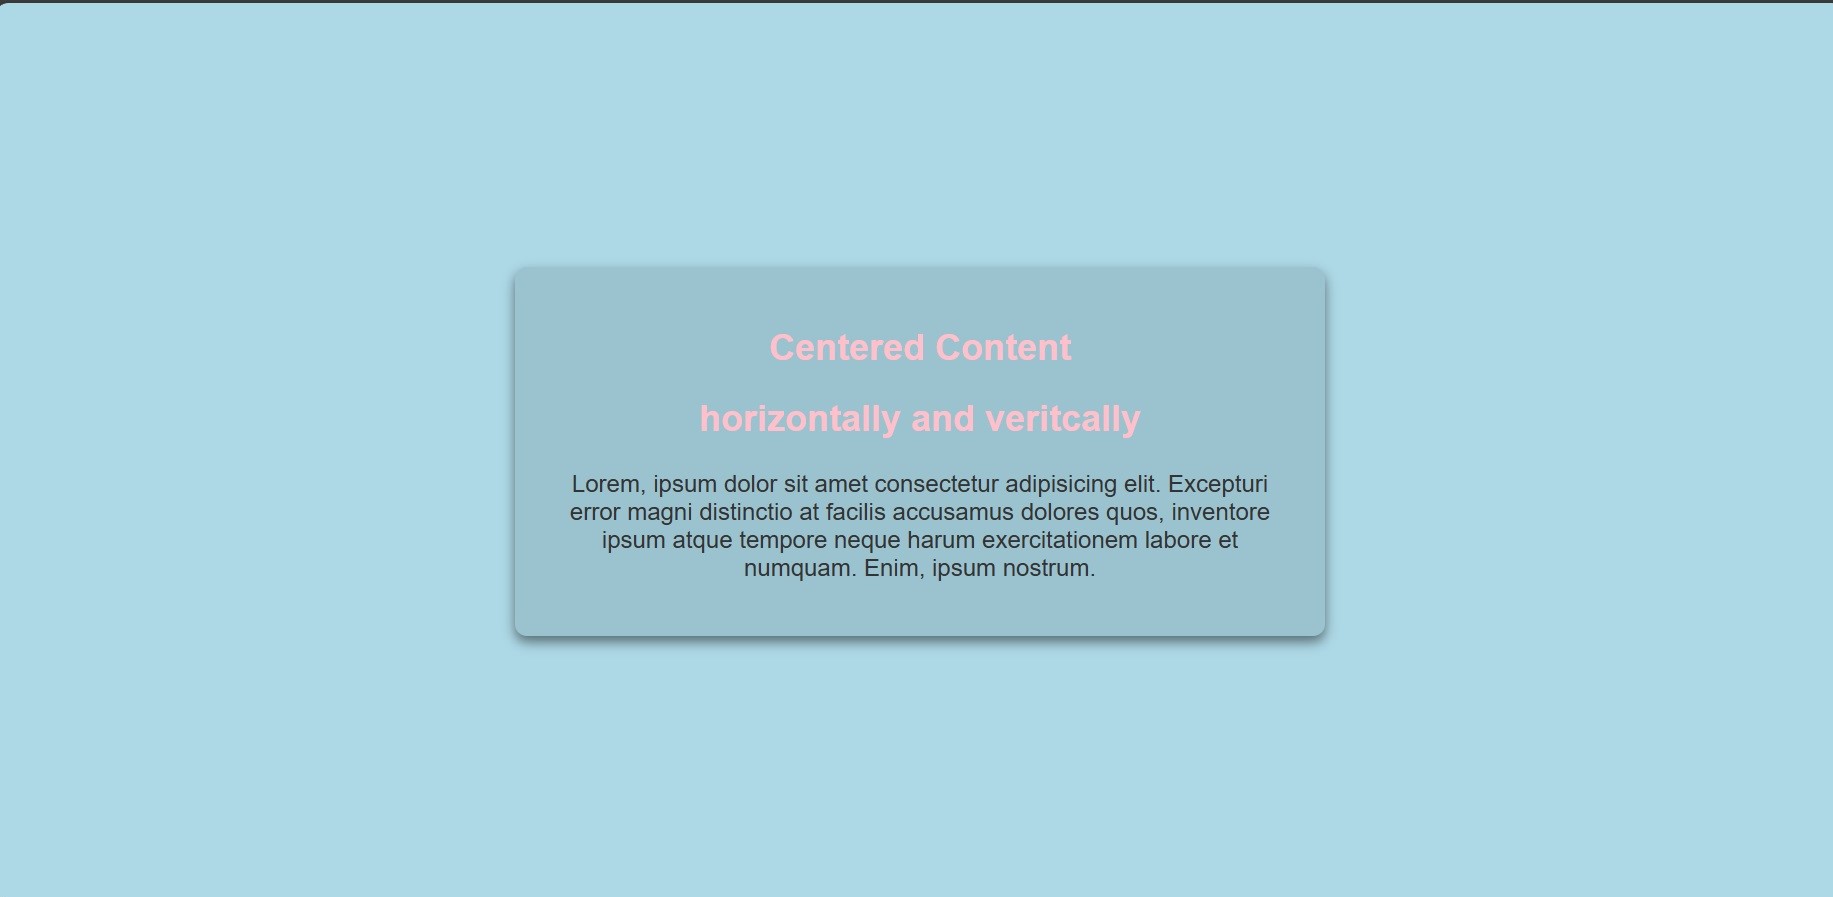 Centered Content
horizontally and veritcally
Lorem, ipsum dolor sit amet consectetur adipisicing elit. Excepturi
error magni distinctio at facilis accusamus dolores quos, inventore
ipsum atque tempore neque harum exercitationem labore et
numquam. Enim, ipsum nostrum.